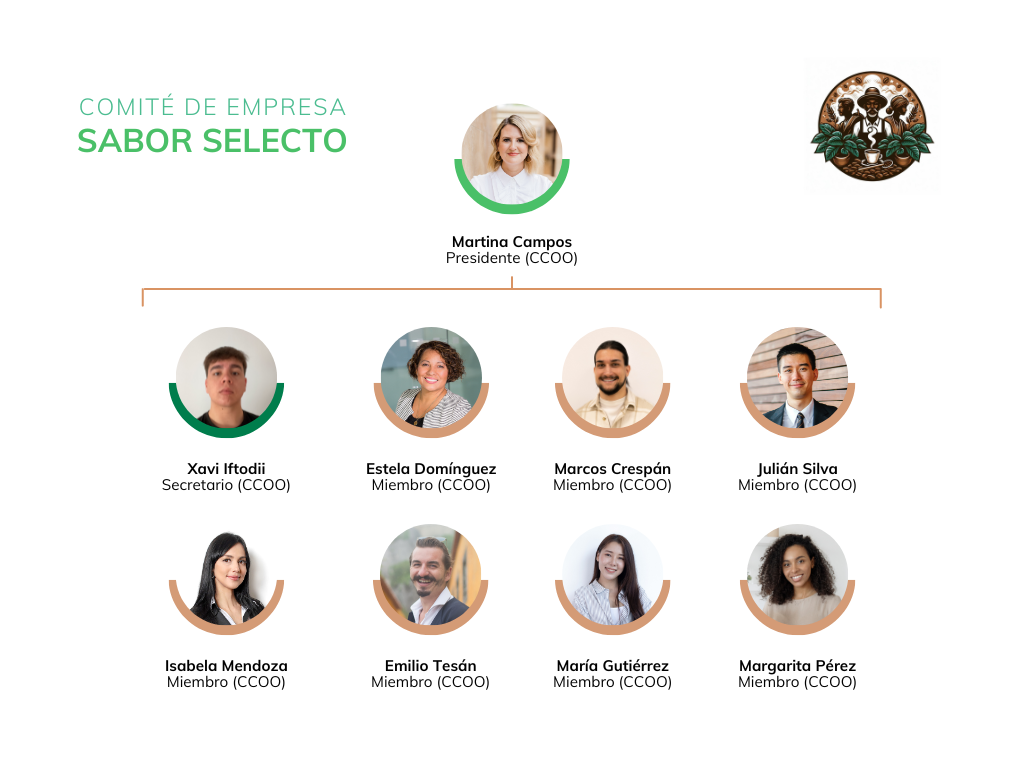 COMITÉ DE EMPRESA
SABOR SELECTO
Martina Campos
Presidente (CCOO)
Xavi Iftodii
Secretario (CCOO)
Estela Domínguez
Miembro (CCOO)
Marcos Crespán
Miembro (CCOO)
Julián Silva
Miembro (CCOO)
Isabela Mendoza
Miembro (CCOO)
Emilio Tesán
Miembro (CCOO)
María Gutiérrez
Miembro (CCOO)
Margarita Pérez
Miembro (CCOO)